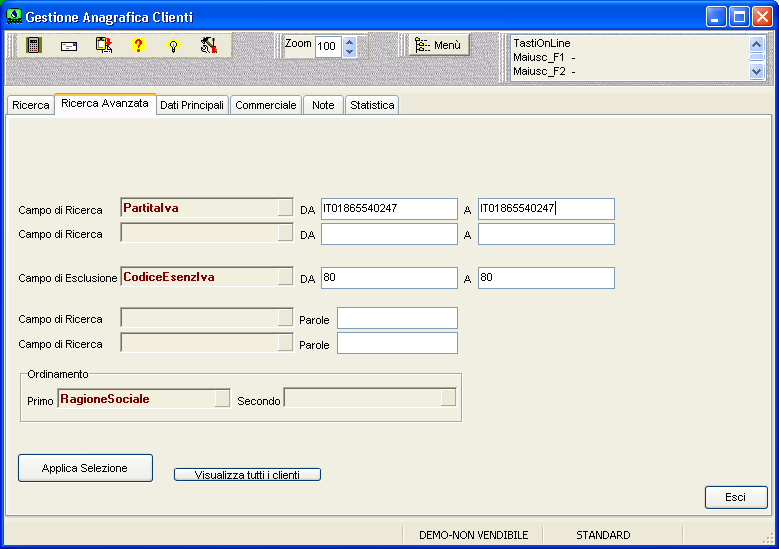 Gestione Anagrafica Clienti
Zoom 100 Menù
TastiOnLine
Maiusc_F1 -
Maiusc_F2 -
Ricerca Ricerca Avanzata Dati Principali Commerciale Note Statistica
Campo di Ricerca PartitaIva DA IT01865540247 A IT01865540247
Campo di Ricerca DA A
Campo di Esclusione CodiceEsenzIva DA 80 A 80
Campo di Ricerca Parole
Campo di Ricerca Parole
Ordinamento
Primo RagioneSociale Secondo
Applica Selezione Visualizza tutti i clienti
Esci
DEMO-NON VENDIBILE STANDARD